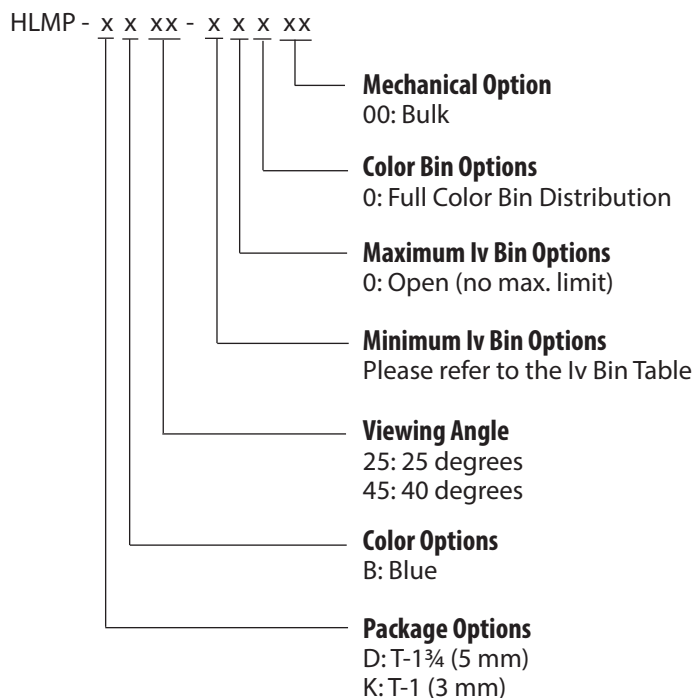 HLMP - x x xx - x x x xx
Mechanical Option
00: Bulk
Color Bin Options
0: Full Color Bin Distribution
Maximum Iv Bin Options
0: Open (no max. limit)
Minimum Iv Bin Options
Please refer to the Iv Bin Table
Viewing Angle
25: 25 degrees
45: 40 degrees
Color Options
B: Blue
Package Options
D: T-1¾ (5 mm)
K: T-1 (3 mm)